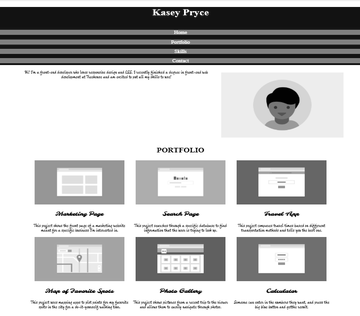 Kasey Pryce
Home
Portfolio
Skills
Contact
Hi! I'm a front-end developer who loves responsive design and CSS. I recently finished a degree in front-end web
development at and am excited to put all my skills to use!
PORTFOLIO
Marketing Page
Search Page
Travel App
This project shows the front page of a marketing website
meant for a specific business I'm interested in.
This project searches through a specific database to find
information that the user is trying to look up.
This project compares travel times based on different
transportation methods and tells you the best one.
Map of Favorite Spots
Photo Gallery
Calculator
This project uses mapping apps to plot points for my favorite
spots in the city for a do-it-yourself walking tour.
This project shows pictures from a recent trip to the
and allows them to easily navigate through photos.
Someone can enter in the numbers they want, and press the
big blue button and get the result.